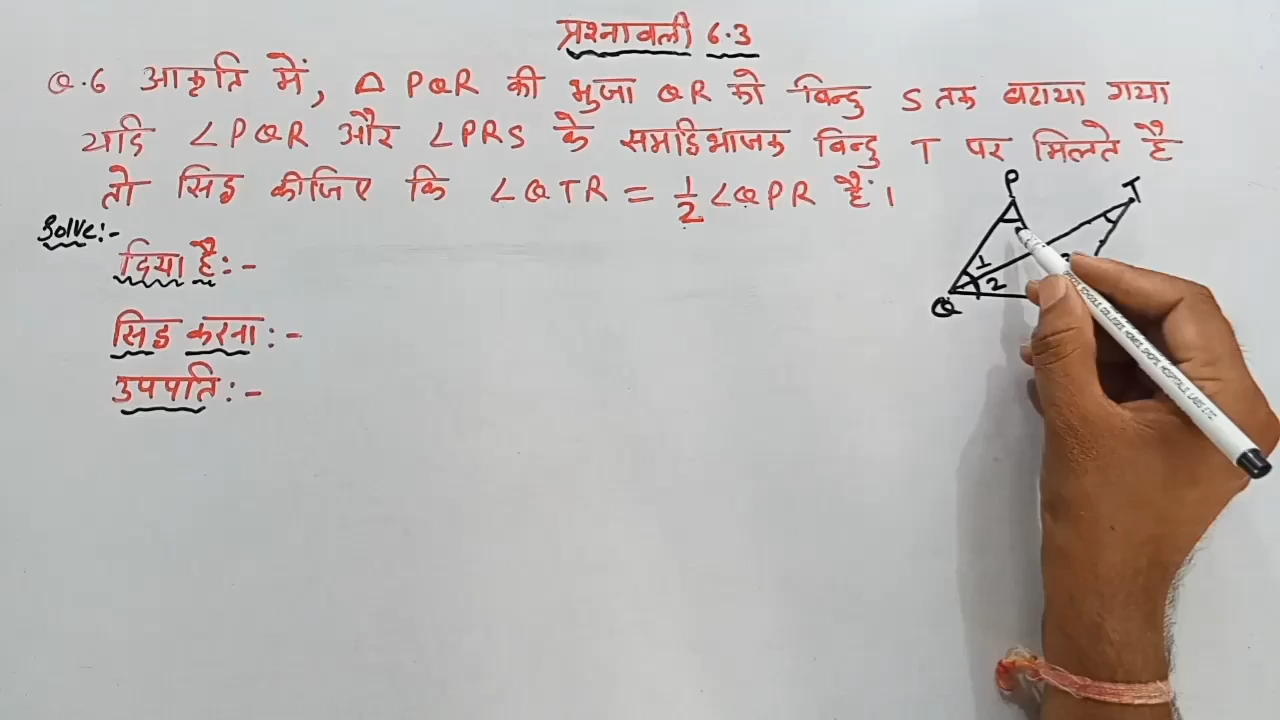 प्रश्नावली 6.3
Q.6 आकृति में, Δ PQR की भुजा QR को बिन्दु S तक बढाया गया
यदि ∠PQR और ∠PRS के समद्विभाजक बिन्दु T पर मिलते है
तो सिद्ध कीजिए कि ∠QTR = 1/2 ∠QPR है।
Solve:-
दिया है:-
सिद्ध करना:-
उपपति:-
P
T
1
2
Q